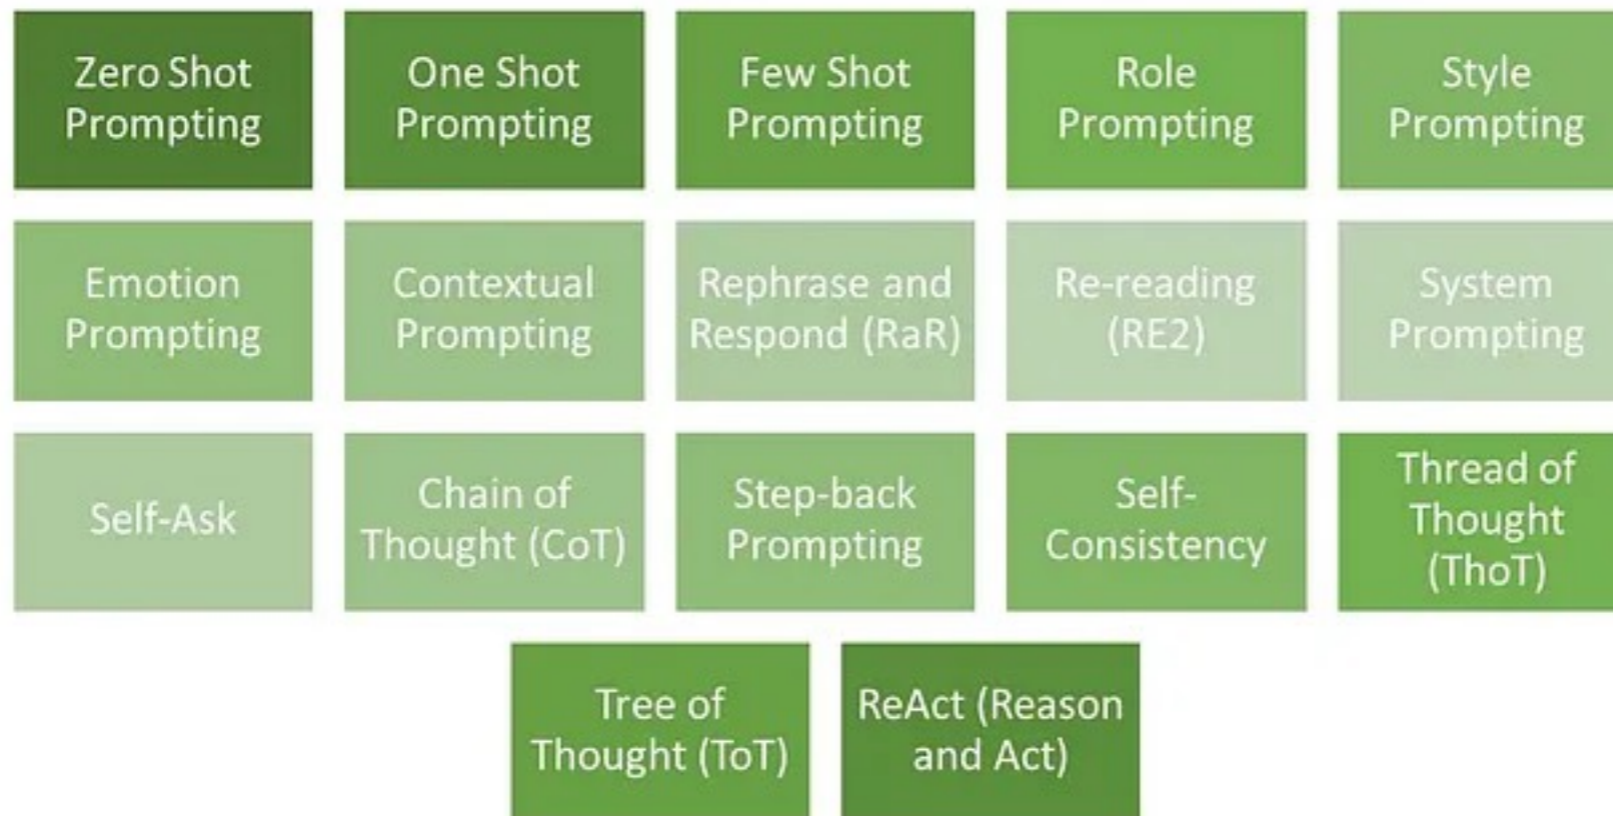 Zero Shot
Prompting
One Shot
Prompting
Few Shot
Prompting
Role
Prompting
Style
Prompting
Emotion
Prompting
Contextual
Prompting
Rephrase and
Respond (RaR)
Re-reading
(RE2)
System
Prompting
Self-Ask
Chain of
Thought (CoT)
Step-back
Prompting
Self-
Consistency
Thread of
Thought
(ThoT)
Tree of
Thought (ToT)
ReAct (Reason
and Act)